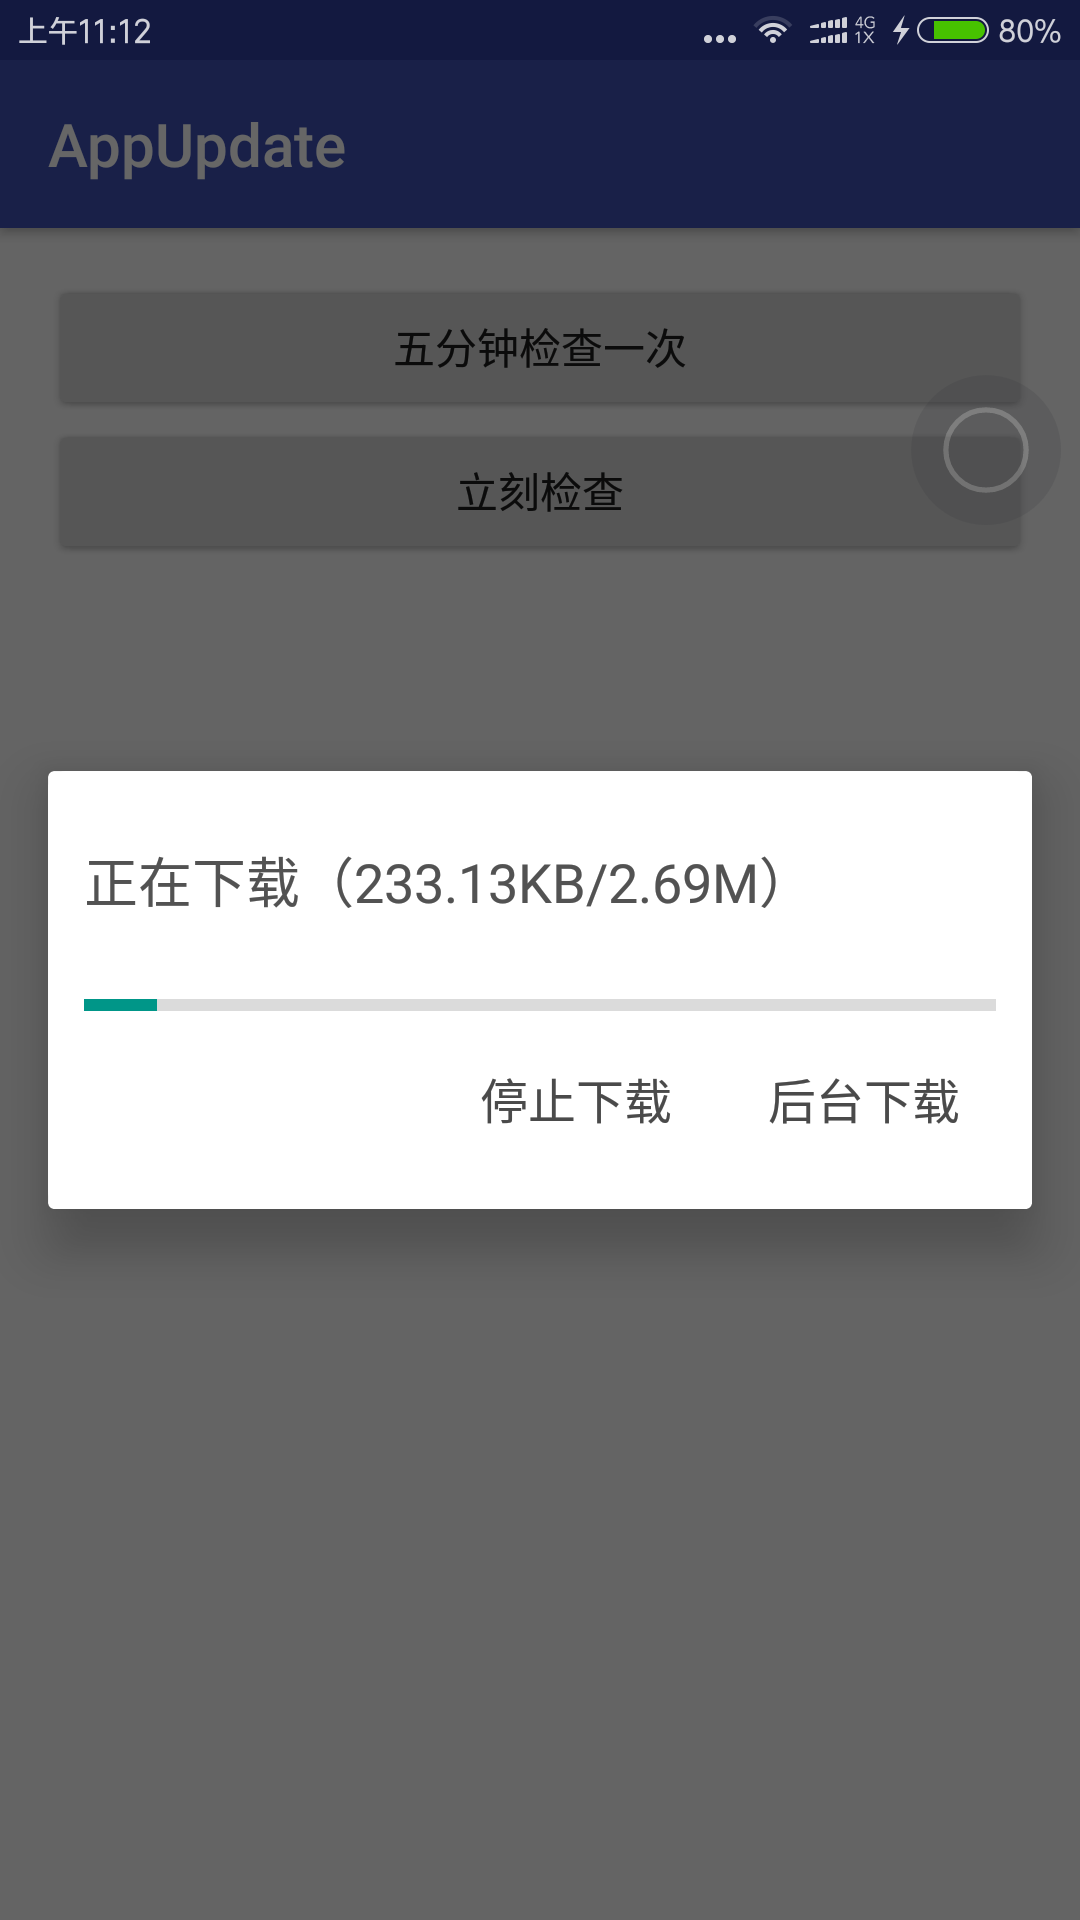 上午11:12
4G
1X
80%
AppUpdate
五分钟检查一次
立刻检查
正在下载（233.13KB/2.69M）
停止下载 后台下载